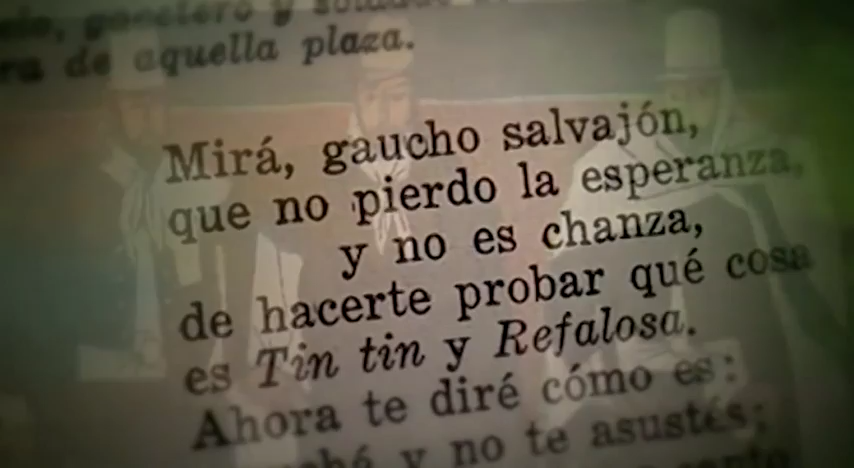 gacetero y
de aquella plaza.
Mirá, gaucho salvajón,
que no pierdo la esperanza,
y no es chanza,
de hacerte probar qué cosa
es Tin tin y Refalosa.
Ahora te diré cómo es:
y no te asustés;